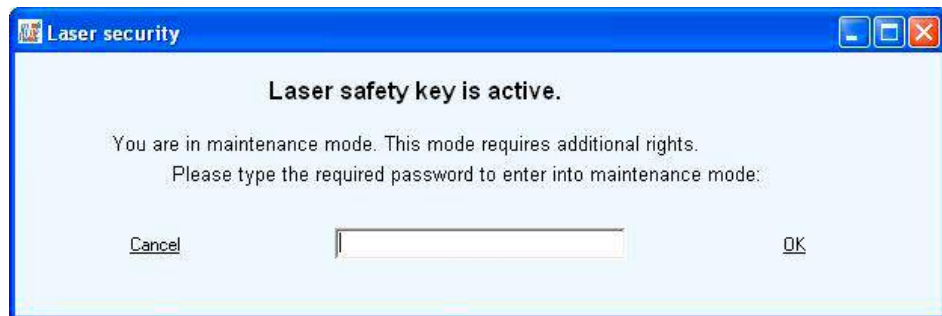 Laser security
Laser safety key is active.
You are in maintenance mode. This mode requires additional rights.
Please type the required password to enter into maintenance mode:
Cancel OK